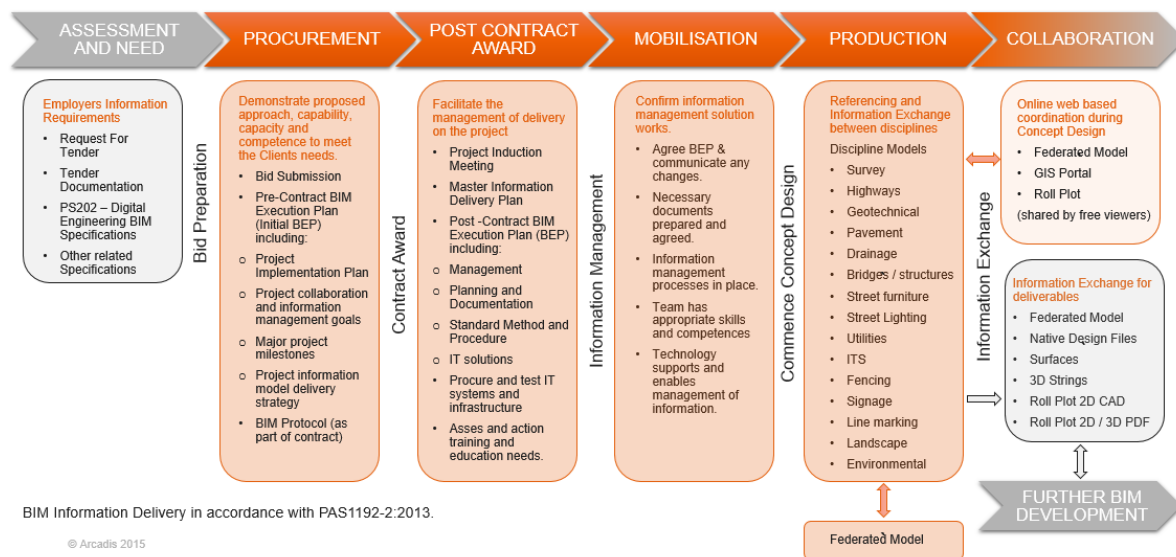 ASSESSMENT
AND NEED
PROCUREMENT
POST CONTRACT
AWARD
MOBILISATION
PRODUCTION
COLLABORATION
Employers Information
Requirements
• Request For
Tender
• Tender
Documentation
• PS202 – Digital
Engineering BIM
Specifications
• Other related
Specifications
Bid Preparation
Demonstrate proposed
approach, capability,
capacity and
competence to meet
the Clients needs.
• Bid Submission
• Pre-Contract BIM
Execution Plan
(Initial BEP)
including:
o Project
Implementation Plan
o Project collaboration
and information
management goals
o Major project
milestones
o Project information
model delivery
strategy
• BIM Protocol (as
part of contract)
Contract Award
Facilitate the
management of delivery
on the project
• Project Induction
Meeting
• Master Information
Delivery Plan
• Post -Contract BIM
Execution Plan (BEP)
including:
o Management
o Planning and
Documentation
o Standard Method and
Procedure
o IT solutions
• Procure and test IT
systems and
infrastructure
• Asses and action
training and
education needs.
Information Management
Confirm information
management solution
works.
• Agree BEP &
communicate any
changes.
• Necessary
documents
prepared and
agreed.
• Information
management
processes in place.
• Team has
appropriate skills
and competences
• Technology
supports and
enables
management of
information.
Commence Concept Design
Referencing and
Information Exchange
between disciplines
Discipline Models
• Survey
• Highways
• Geotechnical
• Pavement
• Drainage
• Bridges / structures
• Street furniture
• Street Lighting
• Utilities
• ITS
• Fencing
• Signage
• Line marking
• Landscape
• Environmental
Federated Model
Information Exchange
Online web based
coordination during
Concept Design
• Federated Model
• GIS Portal
• Roll Plot
(shared by free viewers)
Information Exchange for
deliverables
• Federated Model
• Native Design Files
• Surfaces
• 3D Strings
• Roll Plot 2D CAD
• Roll Plot 2D / 3D PDF
FURTHER BIM
DEVELOPMENT
BIM Information Delivery in accordance with PAS1192-2:2013.
© Arcadis 2015